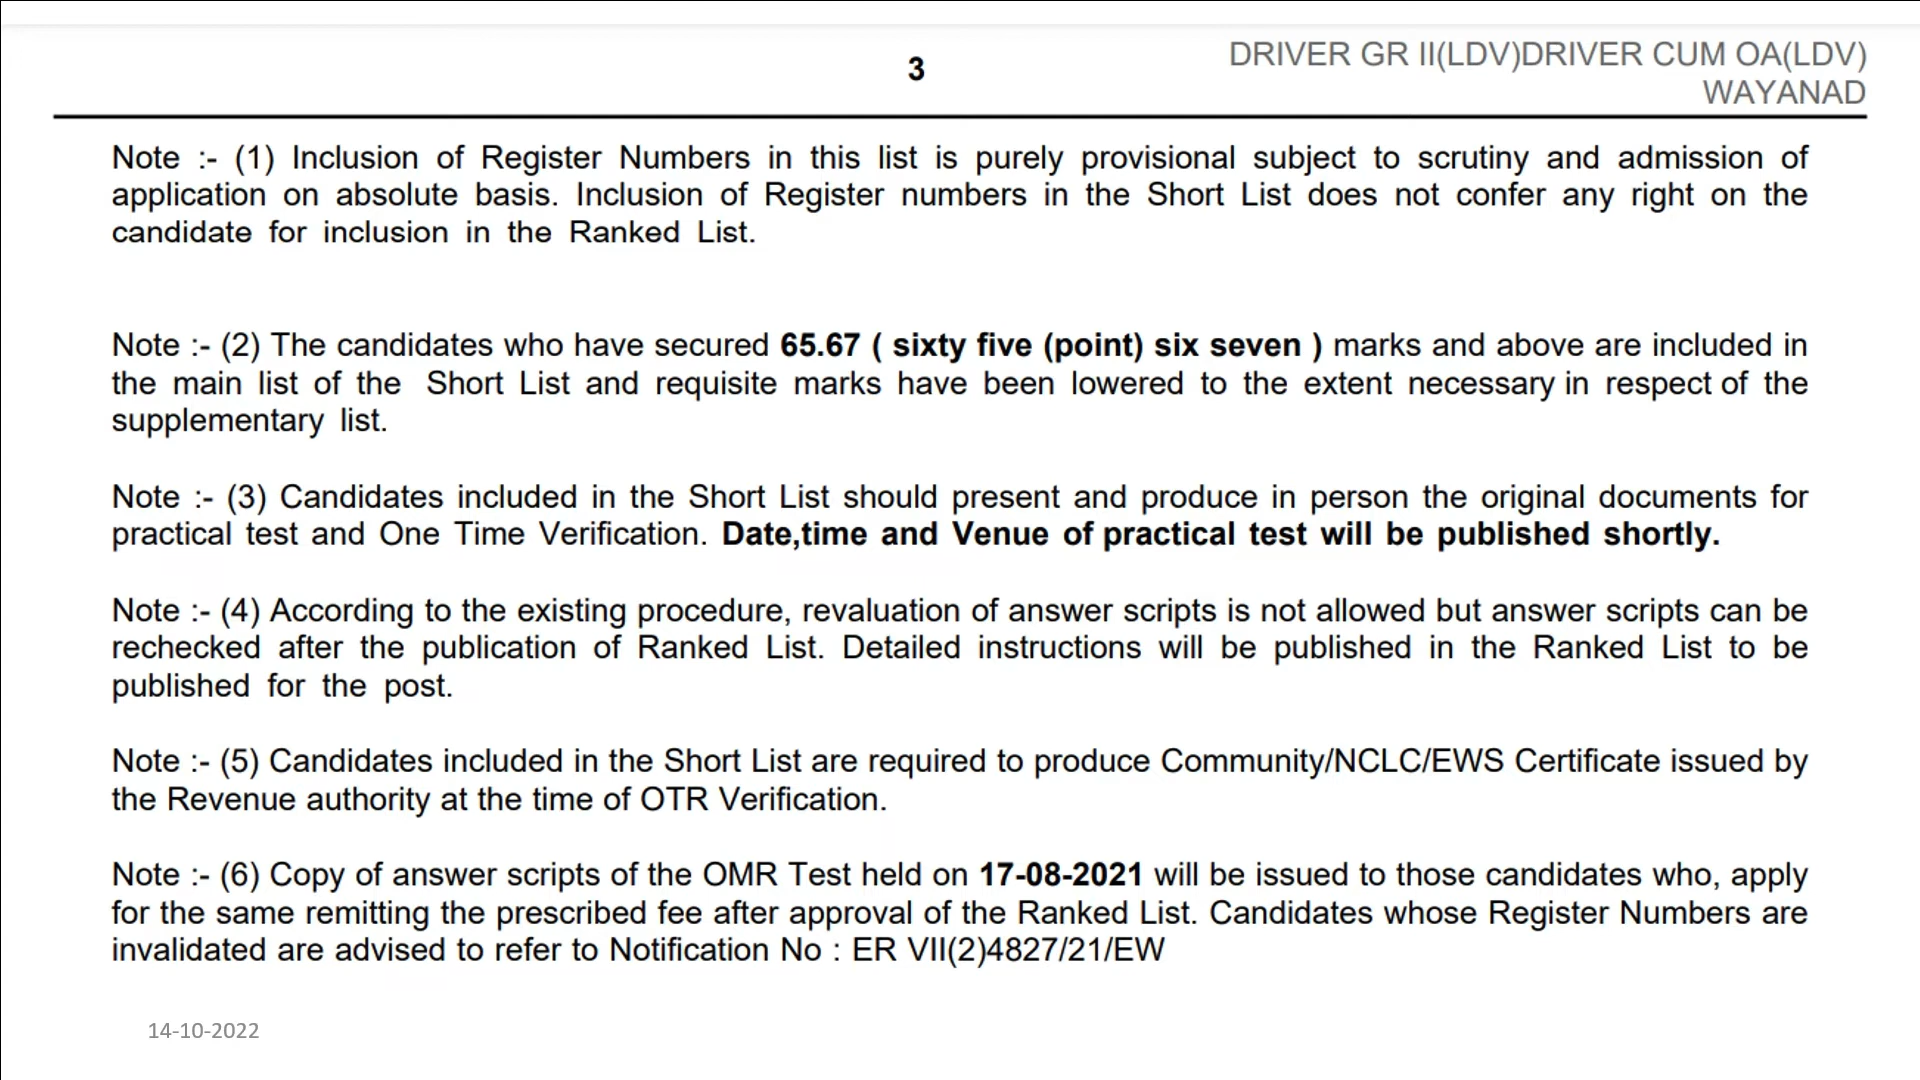 3
DRIVER GR II(LDV)DRIVER CUM OA(LDV)
WAYANAD
Note :- (1) Inclusion of Register Numbers in this list is purely provisional subject to scrutiny and admission of
application on absolute basis. Inclusion of Register numbers in the Short List does not confer any right on the
candidate for inclusion in the Ranked List.
Note :- (2) The candidates who have secured 65.67 ( sixty five (point) six seven ) marks and above are included in
the main list of the Short List and requisite marks have been lowered to the extent necessary in respect of the
supplementary list.
Note :- (3) Candidates included in the Short List should present and produce in person the original documents for
practical test and One Time Verification. Date,time and Venue of practical test will be published shortly.
Note :- (4) According to the existing procedure, revaluation of answer scripts is not allowed but answer scripts can be
rechecked after the publication of Ranked List. Detailed instructions will be published in the Ranked List to be
published for the post.
Note :- (5) Candidates included in the Short List are required to produce Community/NCLC/EWS Certificate issued by
the Revenue authority at the time of OTR Verification.
Note :- (6) Copy of answer scripts of the OMR Test held on 17-08-2021 will be issued to those candidates who, apply
for the same remitting the prescribed fee after approval of the Ranked List. Candidates whose Register Numbers are
invalidated are advised to refer to Notification No : ER VII(2)4827/21/EW
14-10-2022